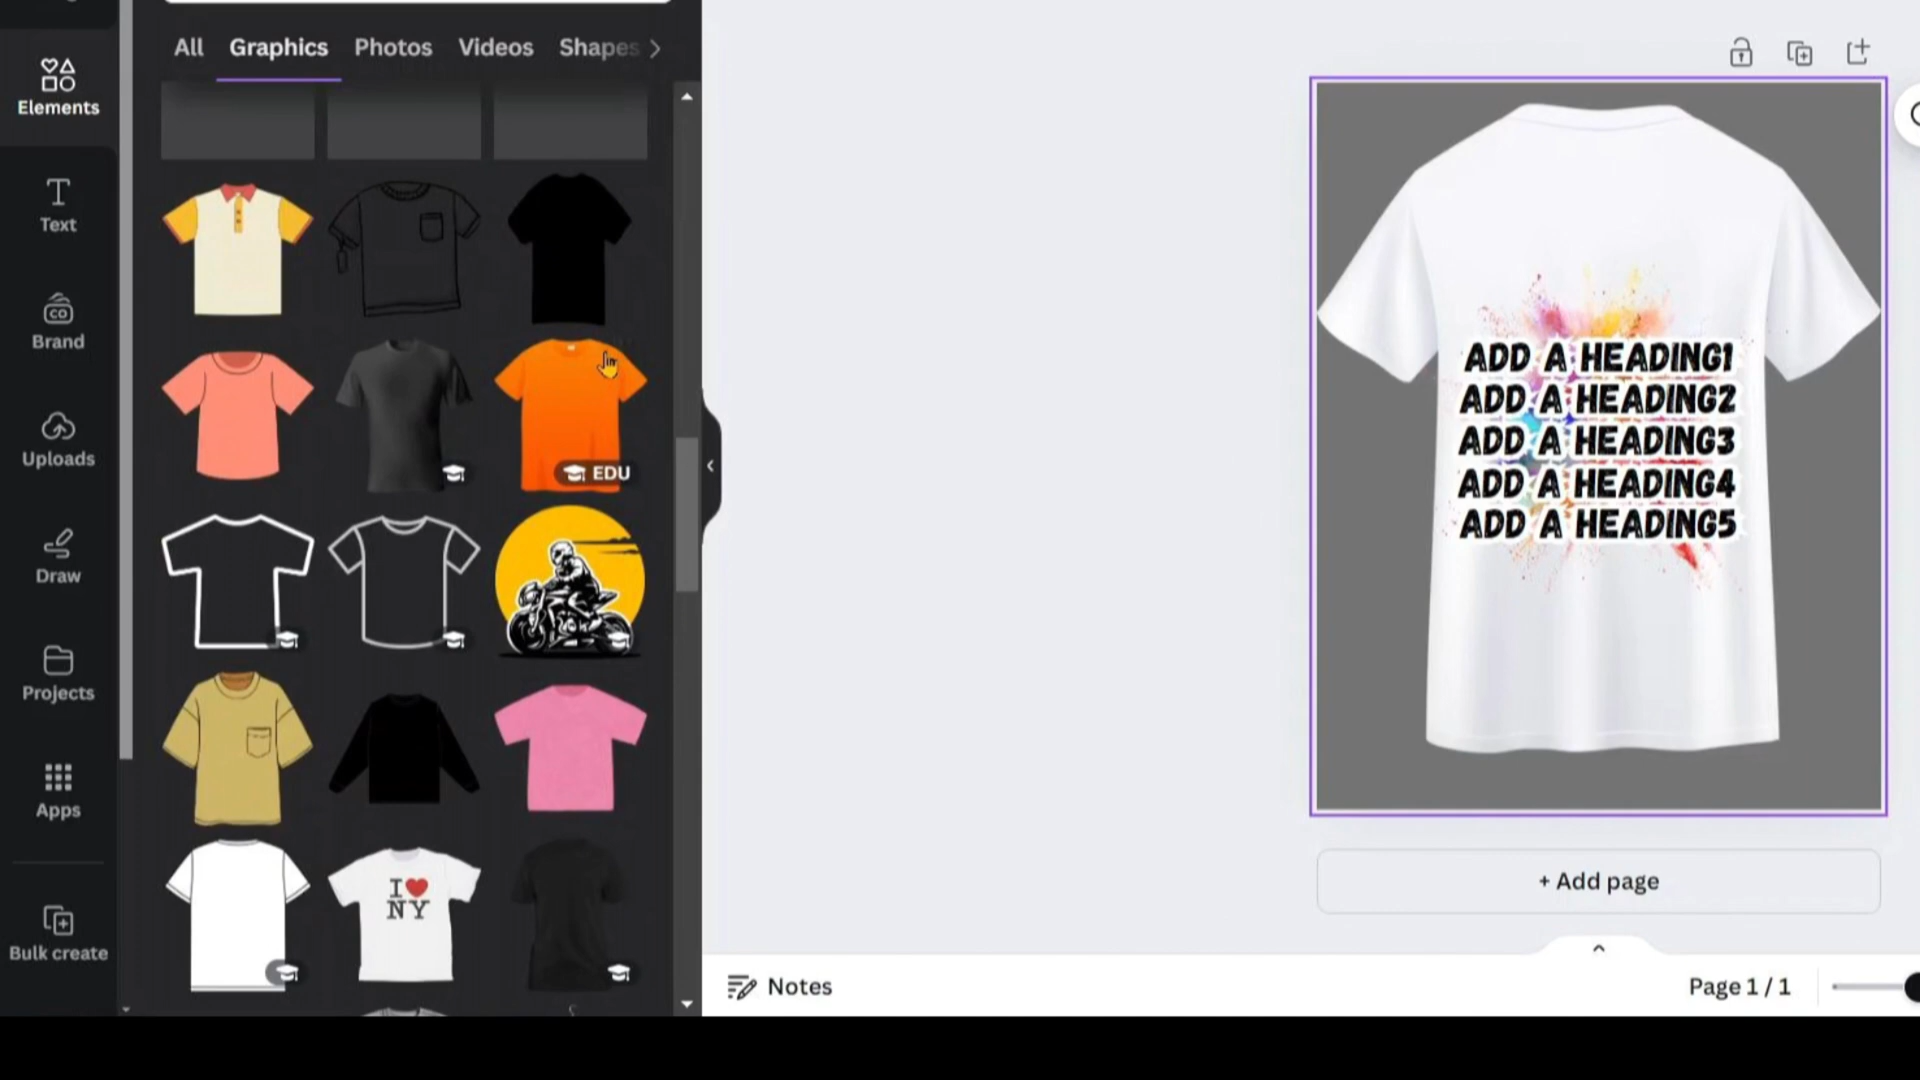 All Graphics Photos Videos Shapes
Elements
Text
Brand
Uploads
Draw
Projects
Apps
Bulk create
CO
EDU
I NY
ADD A HEADING1
ADD A HEADING2
ADD A HEADING3
ADD A HEADING4
ADD A HEADING5
+ Add page
Notes
Page 1 / 1